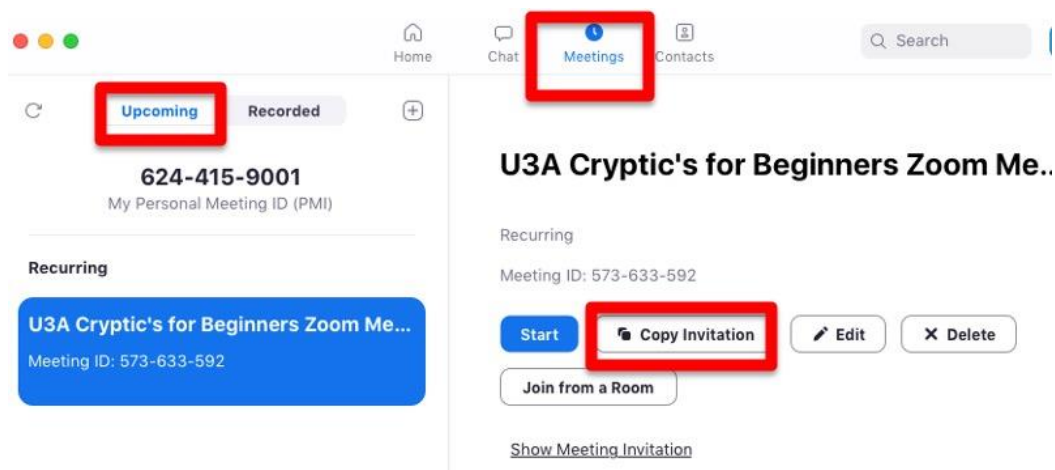 Home Chat Meetings Contacts Search
Upcoming Recorded
624-415-9001
My Personal Meeting ID (PMI)
Recurring
U3A Cryptic's for Beginners Zoom Me...
Meeting ID: 573-633-592
U3A Cryptic's for Beginners Zoom Me..
Recurring
Meeting ID: 573-633-592
Start Copy Invitation Edit Delete
Join from a Room
Show Meeting Invitation